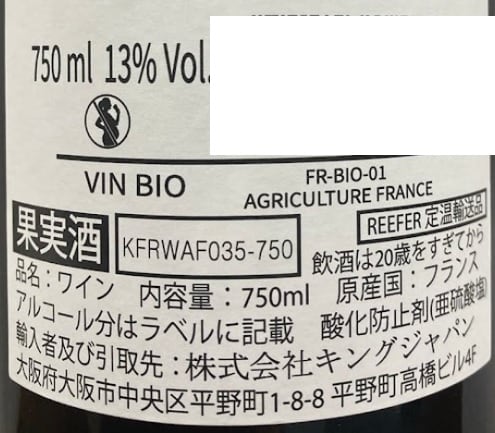 750 ml 13% Vol.
VIN BIO
FR-BIO-01
AGRICULTURE FRANCE
REEFER 定温輸送品
果実酒
KFRWAF035-750
飲酒は20歳をすぎてから
品名：ワイン 内容量：750ml 原産国：フランス
アルコール分はラベルに記載 酸化防止剤(亜硫酸塩)
輸入者及び引取先：株式会社キングジャパン
大阪府大阪市中央区平野町1-8-8 平野町高橋ビル4F